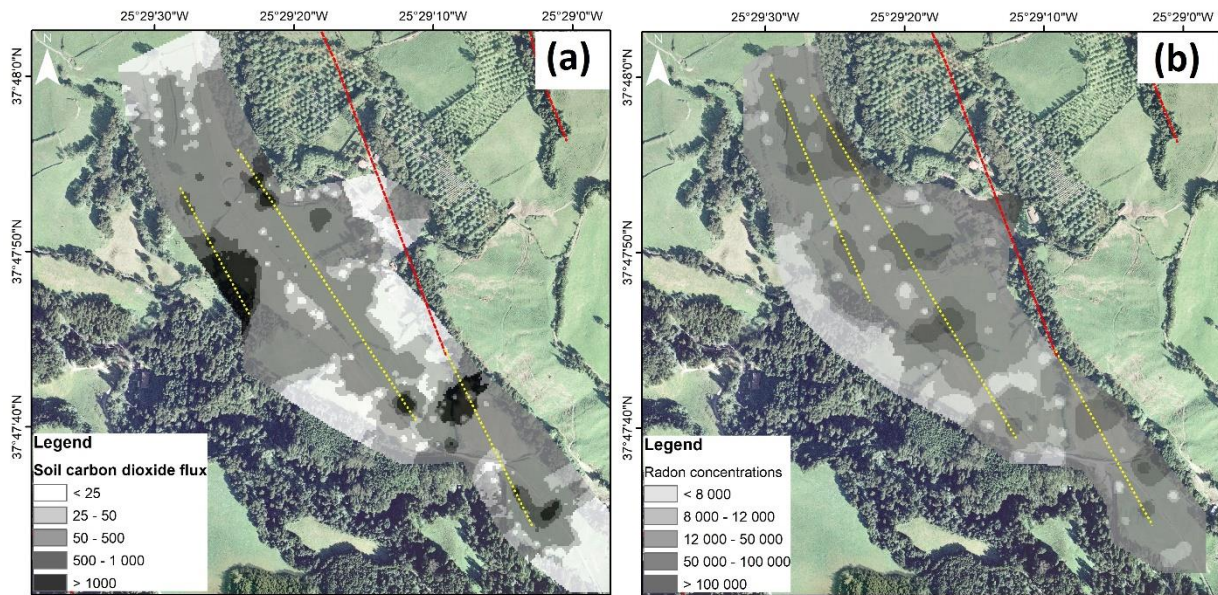 25°29'30"W 25°29'20"W 25°29'10"W 25°29'0"W
(a)
N
37°48'0"N
37°47'50"N
37°47'40"N
Legend
Soil carbon dioxide flux
< 25
25 - 50
50 - 500
500 - 1 000
> 1000
25°29'30"W 25°29'20"W 25°29'10"W 25°29'0"W
(b)
N
37°48'0"N
37°47'50"N
37°47'40"N
Legend
Radon concentrations
< 8 000
8 000 - 12 000
12 000 - 50 000
50 000 - 100 000
> 100 000